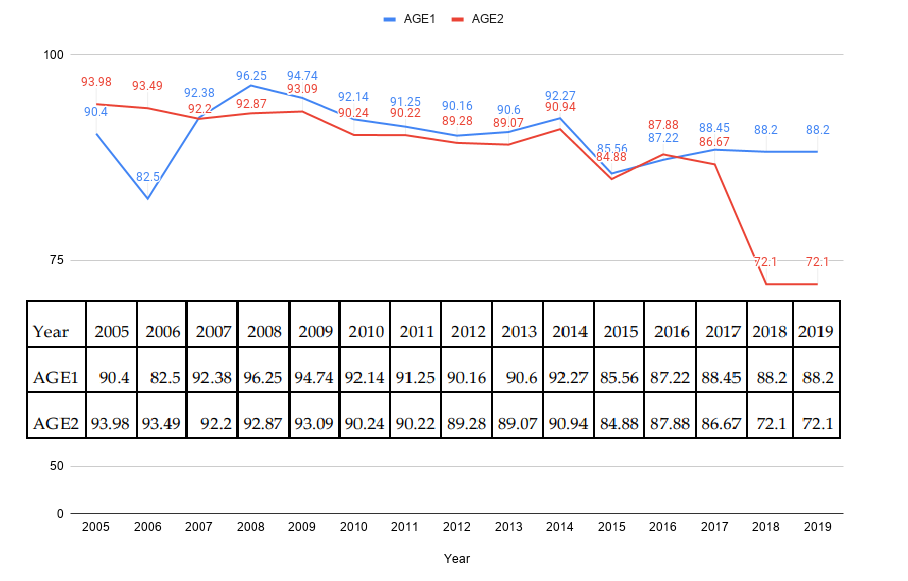 AGE1 AGE2
100
96.25 94.74
93.98 93.49 92.38 93.09 92.14 91.25 90.16 90.6 92.27
90.4 92.2 92.87 90.24 90.22 89.28 89.07 90.94
87.88 88.45 88.2 88.2
85.56 87.22 86.67
84.88
82.5
75
72.1 72.1
Year 2005 2006 2007 2008 2009 2010 2011 2012 2013 2014 2015 2016 2017 2018 2019
AGE1 90.4 82.5 92.38 96.25 94.74 92.14 91.25 90.16 90.6 92.27 85.56 87.22 88.45 88.2 88.2
AGE2 93.98 93.49 92.2 92.87 93.09 90.24 90.22 89.28 89.07 90.94 84.88 87.88 86.67 72.1 72.1
50
0
2005 2006 2007 2008 2009 2010 2011 2012 2013 2014 2015 2016 2017 2018 2019
Year